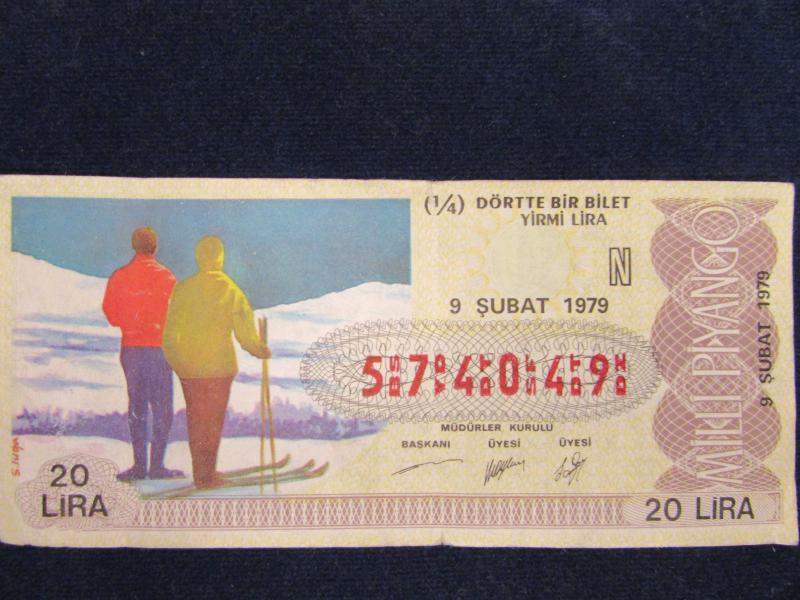 (1/4) DÖRTTE BİR BİLET
YİRMİ LİRA
N
9 ŞUBAT 1979
574049
MÜDÜRLER KURULU
BAŞKANI ÜYESİ ÜYESİ
20
LİRA
20 LİRA
MİLLİ PİYANGO
9 ŞUBAT 1979